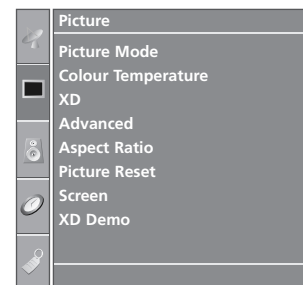 Picture
Picture Mode
Colour Temperature
XD
Advanced
Aspect Ratio
Picture Reset
Screen
XD Demo